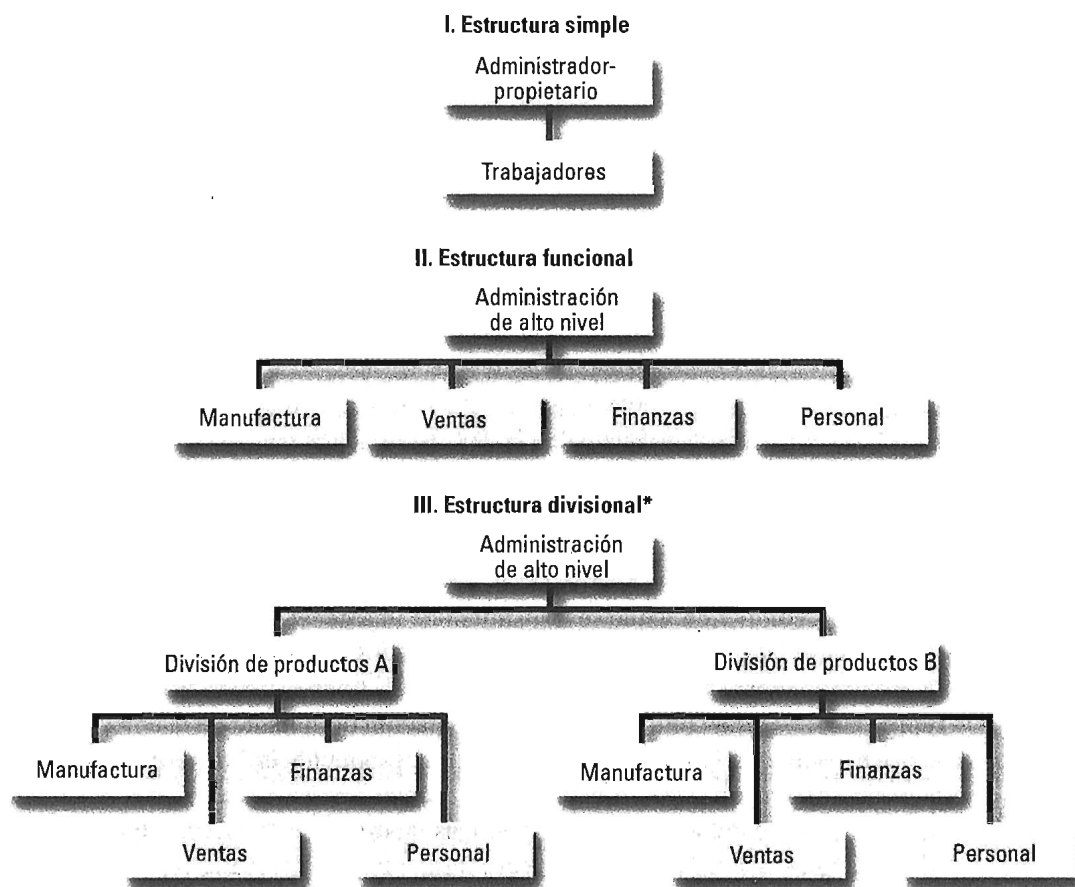 I. Estructura simple
Administrador-
propietario
Trabajadores
II. Estructura funcional
Administración
de alto nivel
Manufactura
Ventas
Finanzas
Personal
III. Estructura divisional*
Administración
de alto nivel
División de productos A
División de productos B
Manufactura
Finanzas
Manufactura
Finanzas
Ventas
Personal
Ventas
Personal